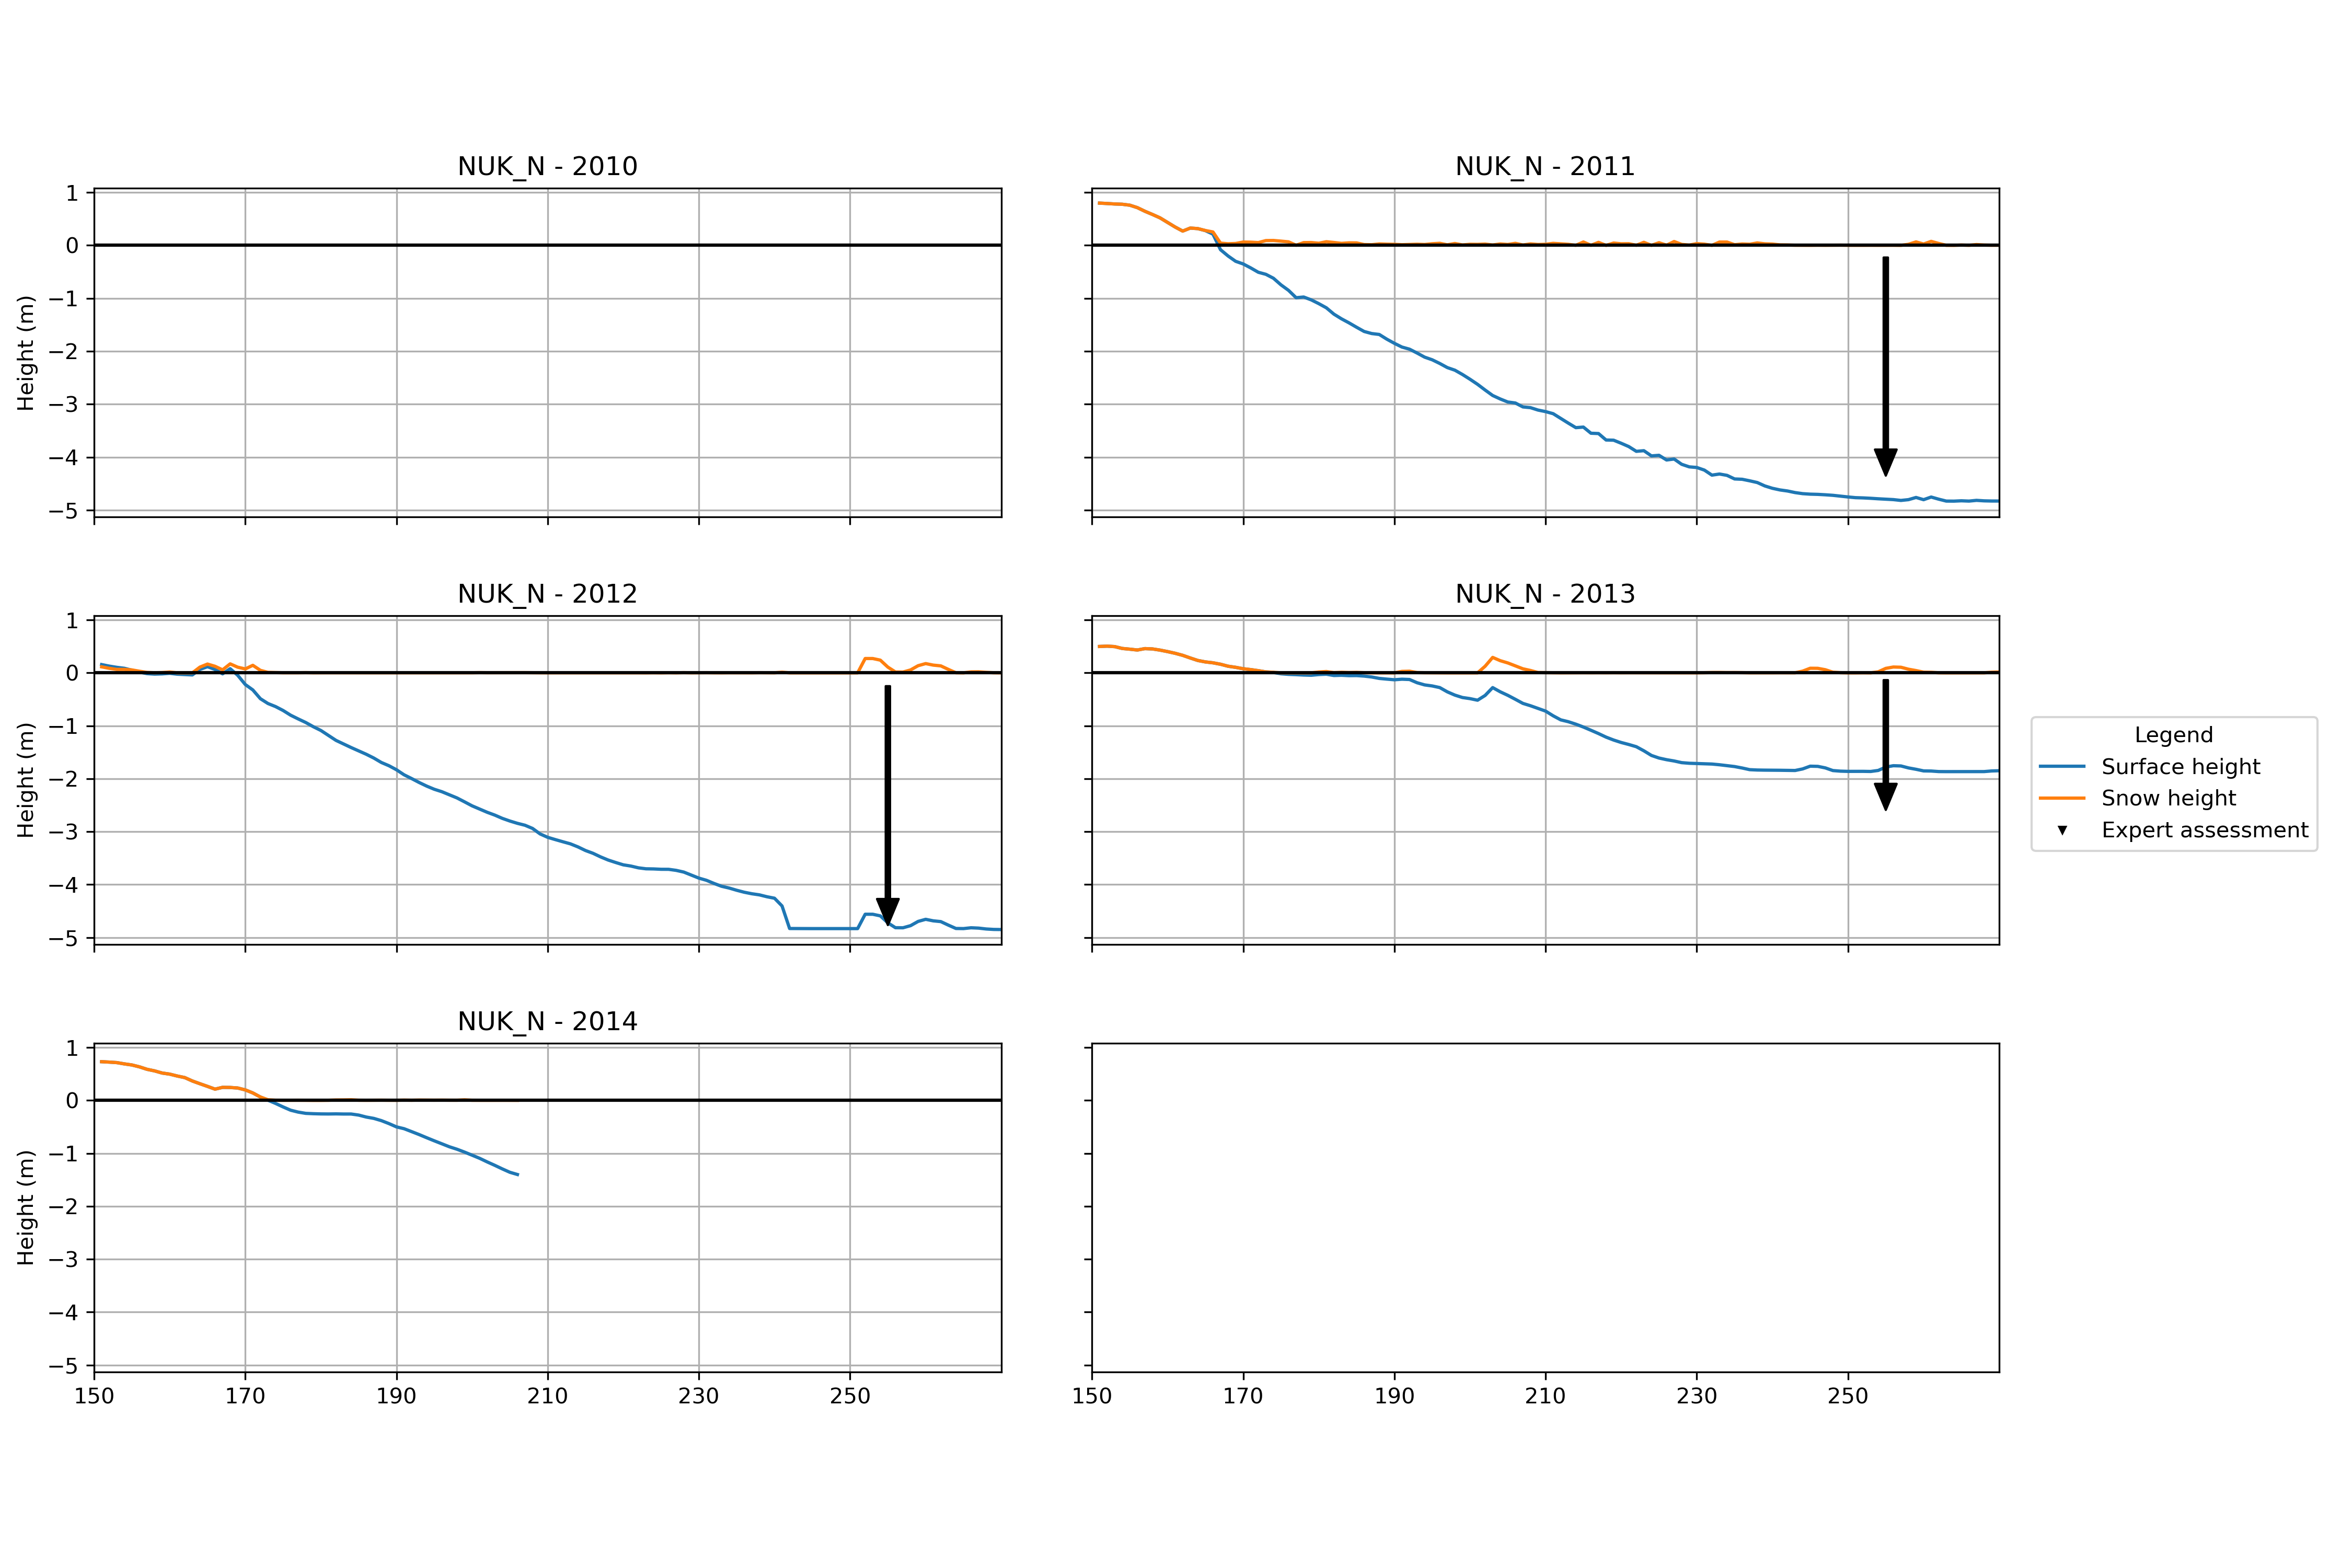 NUK_N - 2010
NUK_N - 2011
1
0
−1
−2
−3
−4
−5
Height (m)
NUK_N - 2012
NUK_N - 2013
1
0
−1
−2
−3
−4
−5
Height (m)
Legend
Surface height
Snow height
Expert assessment
NUK_N - 2014
1
0
−1
−2
−3
−4
−5
Height (m)
150 170 190 210 230 250
150 170 190 210 230 250